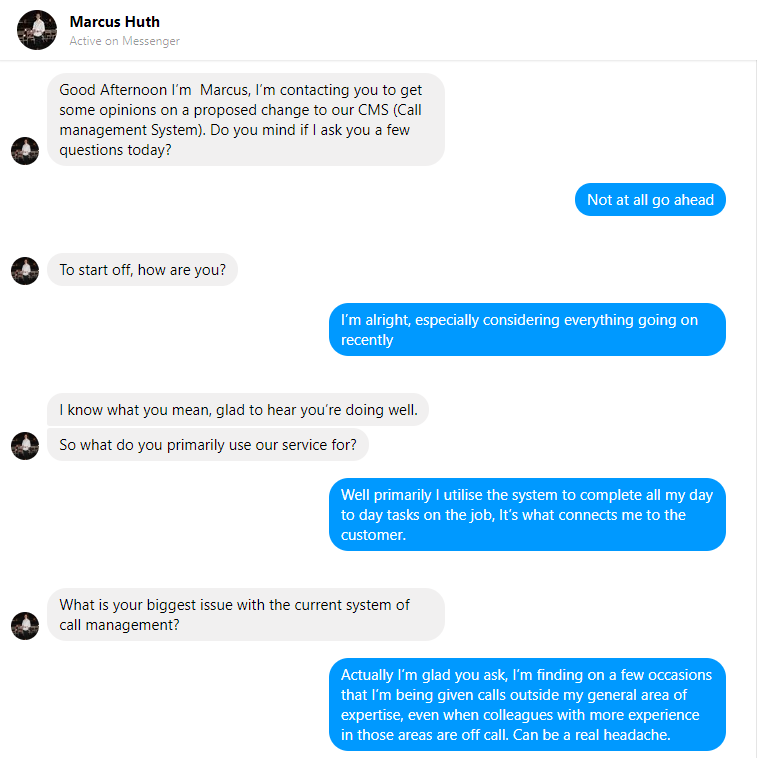 Marcus Huth
Active on Messenger
Good Afternoon I’m  Marcus, I’m contacting you to get
some opinions on a proposed change to our CMS (Call
management System). Do you mind if I ask you a few
questions today?
Not at all go ahead
To start off, how are you?
I’m alright, especially considering everything going on
recently
I know what you mean, glad to hear you’re doing well.
So what do you primarily use our service for?
Well primarily I utilise the system to complete all my day
to day tasks on the job, It’s what connects me to the
customer.
What is your biggest issue with the current system of
call management?
Actually I’m glad you ask, I’m finding on a few occasions
that I’m being given calls outside my general area of
expertise, even when colleagues with more experience
in those areas are off call. Can be a real headache.